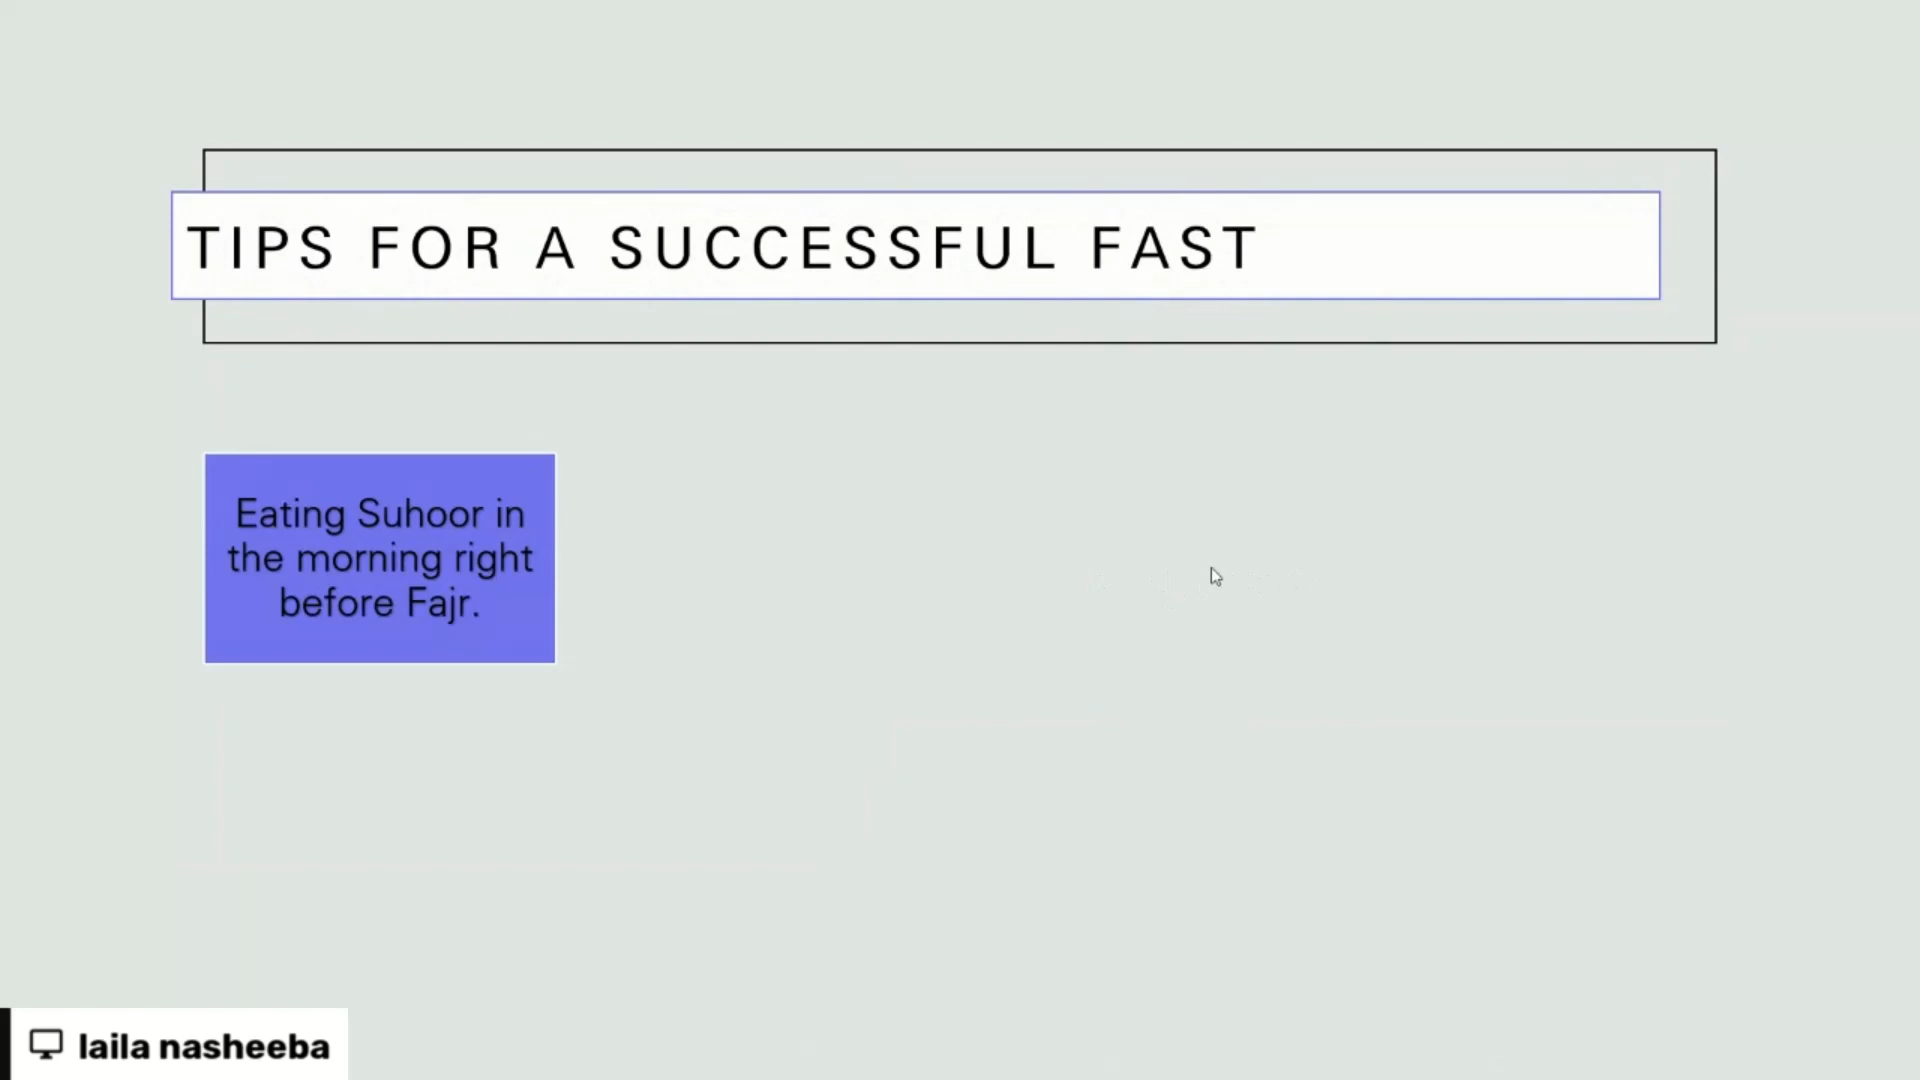 TIPS FOR A SUCCESSFUL FAST
Eating Suhoor in
the morning right
before Fajr.
laila nasheeba